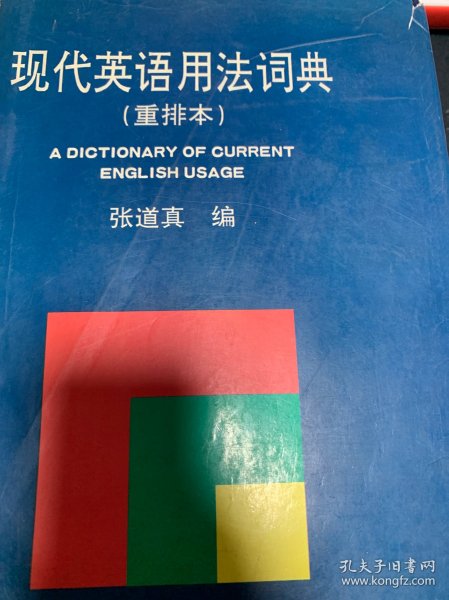 现代英语用法词典
(重排本)
A DICTIONARY OF CURRENT
ENGLISH USAGE
张道真 编
孔夫子旧书网
www.kongfz.com